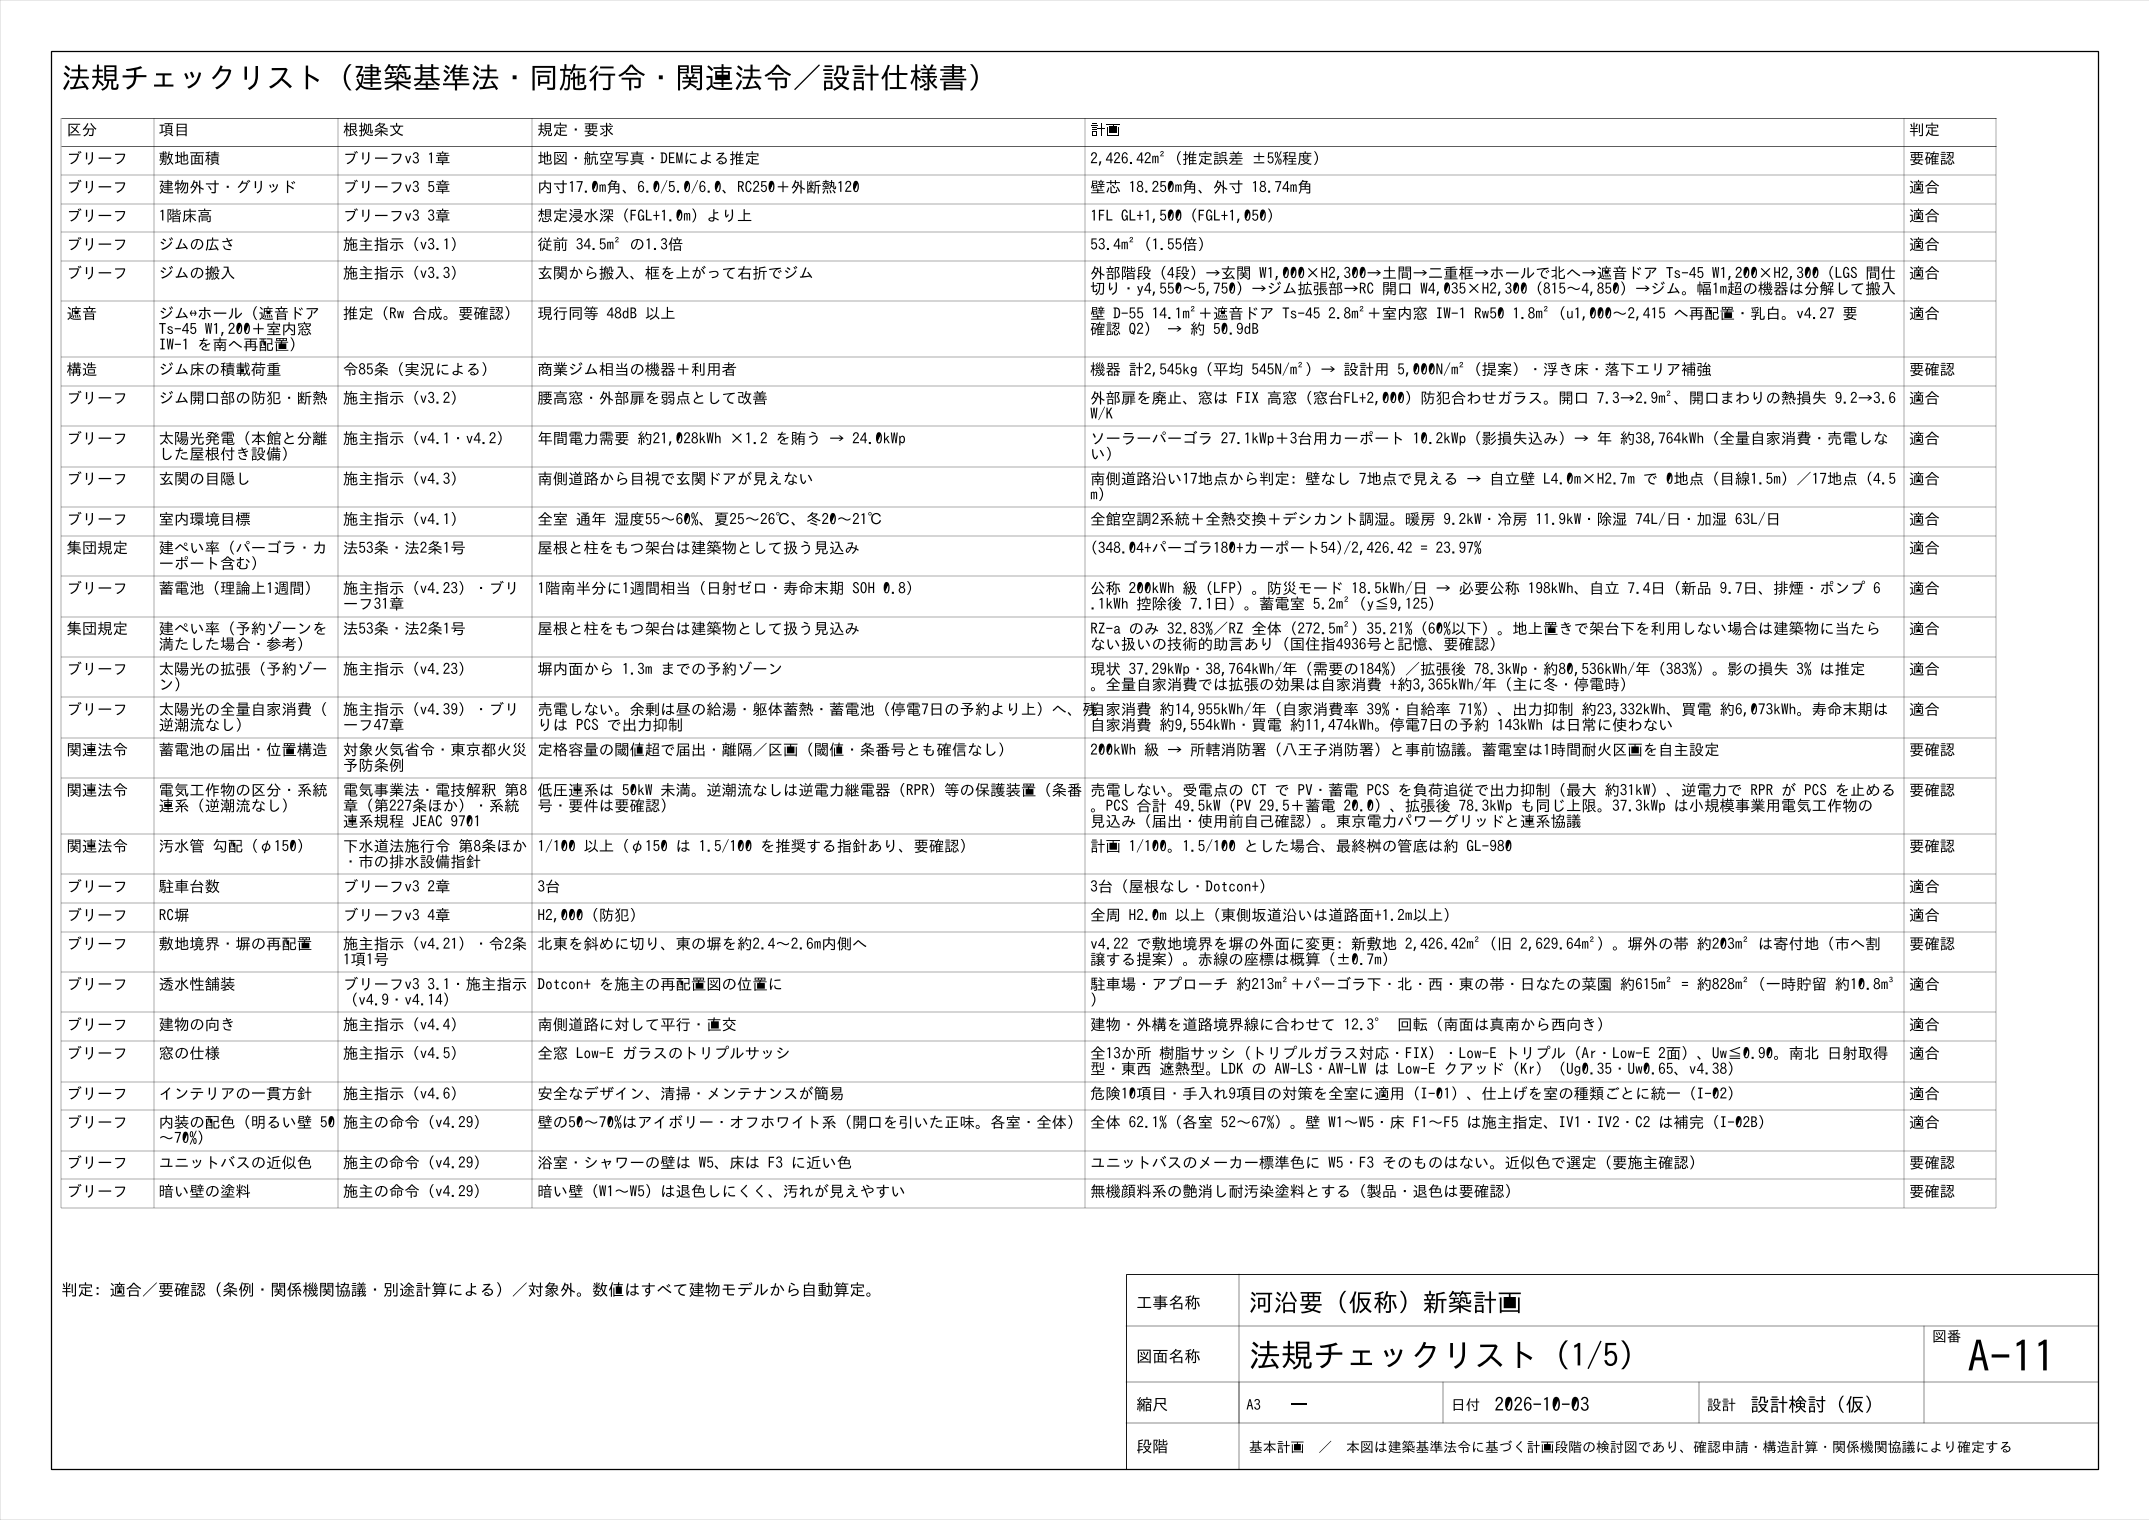 法規チェックリスト（建築基準法・同施行令・関連法令／設計仕様書）
区分 項目 根拠条文 規定・要求 計画 判定
ブリーフ 敷地面積 ブリーフv3 1章 地図・航空写真・DEMによる推定 2,426.42m²（推定誤差 ±5%程度） 要確認
ブリーフ 建物外寸・グリッド ブリーフv3 5章 内寸17.0m角、6.0/5.0/6.0、RC250＋外断熱120 壁芯 18.250m角、外寸 18.74m角 適合
ブリーフ 1階床高 ブリーフv3 3章 想定浸水深（FGL+1.0m）より上 1FL GL+1,500（FGL+1,050） 適合
ブリーフ ジムの広さ 施主指示（v3.1） 従前 34.5m² の1.3倍 53.4m²（1.55倍） 適合
ブリーフ ジムの搬入 施主指示（v3.3） 玄関から搬入、框を上がって右折でジム 外部階段（4段）→玄関 W1,000×H2,300→土間→二重框→ホールで北へ→遮音ドア Ts-45 W1,200×H2,300（LGS 間仕 適合
切り・y4,550〜5,750）→ジム拡張部→RC 開口 W4,035×H2,300（815〜4,850）→ジム。幅1m超の機器は分解して搬入
遮音 ジム⇔ホール（遮音ドア 推定（Rw 合成。要確認） 現行同等 48dB 以上 壁 D-55 14.1m²＋遮音ドア Ts-45 2.8m²＋室内窓 IW-1 Rw50 1.8m²（u1,000〜2,415 へ再配置・乳白。v4.27 要 適合
Ts-45 W1,200＋室内窓 確認 Q2） → 約 50.9dB
IW-1 を南へ再配置）
構造 ジム床の積載荷重 令85条（実況による） 商業ジム相当の機器＋利用者 機器 計2,545kg（平均 545N/m²）→ 設計用 5,000N/m²（提案）・浮き床・落下エリア補強 要確認
ブリーフ ジム開口部の防犯・断熱 施主指示（v3.2） 腰高窓・外部扉を弱点として改善 外部扉を廃止、窓は FIX 高窓（窓台FL+2,000）防犯合わせガラス。開口 7.3→2.9m²、開口まわりの熱損失 9.2→3.6 適合
W/K
ブリーフ 太陽光発電（本館と分離 施主指示（v4.1・v4.2） 年間電力需要 約21,028kWh ×1.2 を賄う → 24.0kWp ソーラーパーゴラ 27.1kWp＋3台用カーポート 10.2kWp（影損失込み）→ 年 約38,764kWh（全量自家消費・売電しな 適合
した屋根付き設備） い）
ブリーフ 玄関の目隠し 施主指示（v4.3） 南側道路から目視で玄関ドアが見えない 南側道路沿い17地点から判定: 壁なし 7地点で見える → 自立壁 L4.0m×H2.7m で 0地点（目線1.5m）／17地点（4.5 適合
m）
ブリーフ 室内環境目標 施主指示（v4.1） 全室 通年 湿度55〜60%、夏25〜26℃、冬20〜21℃ 全館空調2系統＋全熱交換＋デシカント調湿。暖房 9.2kW・冷房 11.9kW・除湿 74L/日・加湿 63L/日 適合
集団規定 建ぺい率（パーゴラ・カ 法53条・法2条1号 屋根と柱をもつ架台は建築物として扱う見込み (348.04+パーゴラ180+カーポート54)/2,426.42 = 23.97% 適合
ーポート含む）
ブリーフ 蓄電池（理論上1週間） 施主指示（v4.23）・ブリ 1階南半分に1週間相当（日射ゼロ・寿命末期 SOH 0.8） 公称 200kWh 級（LFP）。防災モード 18.5kWh/日 → 必要公称 198kWh、自立 7.4日（新品 9.7日、排煙・ポンプ 6 適合
ーフ31章 .1kWh 控除後 7.1日）。蓄電室 5.2m²（y≦9,125）
集団規定 建ぺい率（予約ゾーンを 法53条・法2条1号 屋根と柱をもつ架台は建築物として扱う見込み RZ-a のみ 32.83%／RZ 全体（272.5m²）35.21%（60%以下）。地上置きで架台下を利用しない場合は建築物に当たら 適合
満たした場合・参考） ない扱いの技術的助言あり（国住指4936号と記憶、要確認）
ブリーフ 太陽光の拡張（予約ゾー 施主指示（v4.23） 塀内面から 1.3m までの予約ゾーン 現状 37.29kWp・38,764kWh/年（需要の184%）／拡張後 78.3kWp・約80,536kWh/年（383%）。影の損失 3% は推定 適合
ン） 。全量自家消費では拡張の効果は自家消費 +約3,365kWh/年（主に冬・停電時）
ブリーフ 太陽光の全量自家消費（ 施主指示（v4.39）・ブリ 売電しない。余剰は昼の給湯・躯体蓄熱・蓄電池（停電7日の予約より上）へ、残 自家消費 約14,955kWh/年（自家消費率 39%・自給率 71%）、出力抑制 約23,332kWh、買電 約6,073kWh。寿命末期は 適合
逆潮流なし） ーフ47章 りは PCS で出力抑制 自家消費 約9,554kWh・買電 約11,474kWh。停電7日の予約 143kWh は日常に使わない
関連法令 蓄電池の届出・位置構造 対象火気省令・東京都火災 定格容量の閾値超で届出・離隔／区画（閾値・条番号とも確信なし） 200kWh 級 → 所轄消防署（八王子消防署）と事前協議。蓄電室は1時間耐火区画を自主設定 要確認
予防条例
関連法令 電気工作物の区分・系統 電気事業法・電技解釈 第8 低圧連系は 50kW 未満。逆潮流なしは逆電力継電器（RPR）等の保護装置（条番 売電しない。受電点の CT で PV・蓄電 PCS を負荷追従で出力抑制（最大 約31kW）、逆電力で RPR が PCS を止める 要確認
連系（逆潮流なし） 章（第227条ほか）・系統 号・要件は要確認） 。PCS 合計 49.5kW（PV 29.5＋蓄電 20.0）、拡張後 78.3kWp も同じ上限。37.3kWp は小規模事業用電気工作物の
連系規程 JEAC 9701 見込み（届出・使用前自己確認）。東京電力パワーグリッドと連系協議
関連法令 汚水管 勾配（φ150） 下水道法施行令 第8条ほか 1/100 以上（φ150 は 1.5/100 を推奨する指針あり、要確認） 計画 1/100。1.5/100 とした場合、最終桝の管底は約 GL-980 要確認
・市の排水設備指針
ブリーフ 駐車台数 ブリーフv3 2章 3台 3台（屋根なし・Dotcon+） 適合
ブリーフ RC塀 ブリーフv3 4章 H2,000（防犯） 全周 H2.0m 以上（東側坂道沿いは道路面+1.2m以上） 適合
ブリーフ 敷地境界・塀の再配置 施主指示（v4.21）・令2条 北東を斜めに切り、東の塀を約2.4〜2.6m内側へ v4.22 で敷地境界を塀の外面に変更: 新敷地 2,426.42m²（旧 2,629.64m²）。塀外の帯 約203m² は寄付地（市へ割 要確認
1項1号 譲する提案）。赤線の座標は概算（±0.7m）
ブリーフ 透水性舗装 ブリーフv3 3.1・施主指示 Dotcon+ を施主の再配置図の位置に 駐車場・アプローチ 約213m²＋パーゴラ下・北・西・東の帯・日なたの菜園 約615m² = 約828m²（一時貯留 約10.8m³ 適合
（v4.9・v4.14） ）
ブリーフ 建物の向き 施主指示（v4.4） 南側道路に対して平行・直交 建物・外構を道路境界線に合わせて 12.3° 回転（南面は真南から西向き） 適合
ブリーフ 窓の仕様 施主指示（v4.5） 全窓 Low-E ガラスのトリプルサッシ 全13か所 樹脂サッシ（トリプルガラス対応・FIX）・Low-E トリプル（Ar・Low-E 2面）、Uw≦0.90。南北 日射取得 適合
型・東西 遮熱型。LDK の AW-LS・AW-LW は Low-E クアッド（Kr）（Ug0.35・Uw0.65、v4.38）
ブリーフ インテリアの一貫方針 施主指示（v4.6） 安全なデザイン、清掃・メンテナンスが簡易 危険10項目・手入れ9項目の対策を全室に適用（I-01）、仕上げを室の種類ごとに統一（I-02） 適合
ブリーフ 内装の配色（明るい壁 50 施主の命令（v4.29） 壁の50〜70%はアイボリー・オフホワイト系（開口を引いた正味。各室・全体） 全体 62.1%（各室 52〜67%）。壁 W1〜W5・床 F1〜F5 は施主指定、IV1・IV2・C2 は補完（I-02B） 適合
〜70%）
ブリーフ ユニットバスの近似色 施主の命令（v4.29） 浴室・シャワーの壁は W5、床は F3 に近い色 ユニットバスのメーカー標準色に W5・F3 そのものはない。近似色で選定（要施主確認） 要確認
ブリーフ 暗い壁の塗料 施主の命令（v4.29） 暗い壁（W1〜W5）は退色しにくく、汚れが見えやすい 無機顔料系の艶消し耐汚染塗料とする（製品・退色は要確認） 要確認
判定: 適合／要確認（条例・関係機関協議・別途計算による）／対象外。数値はすべて建物モデルから自動算定。
工事名称 河沿要（仮称）新築計画
図面名称 法規チェックリスト（1/5） 図番 A-11
縮尺 A3 — 日付 2026-10-03 設計 設計検討（仮）
段階 基本計画 ／ 本図は建築基準法令に基づく計画段階の検討図であり、確認申請・構造計算・関係機関協議により確定する